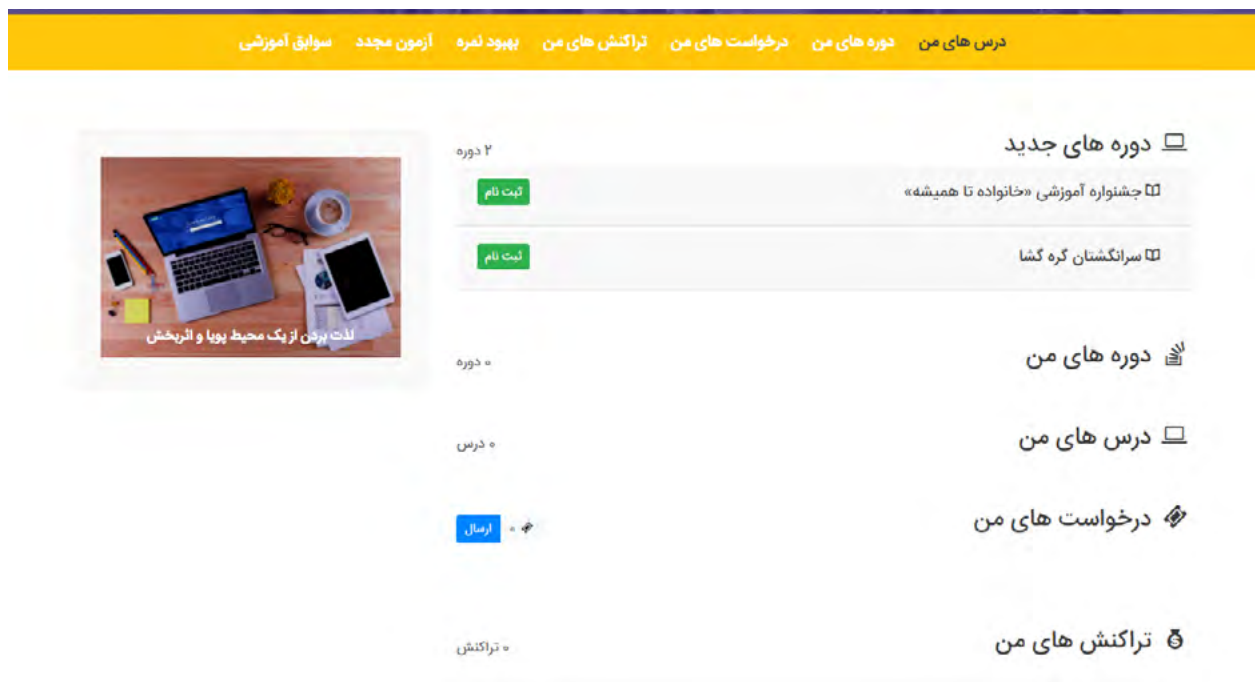 درس های من دوره های من درخواست های من تراکنش های من بهبود نمره آزمون مجدد سوابق آموزشی
دوره های جدید
۲ دوره
جشنواره آموزشی «خانواده تا همیشه»
ثبت نام
سرانگشتان گره گشا
ثبت نام
دوره های من
۰ دوره
درس های من
۰ درس
درخواست های من
۰ ارسال
تراکنش های من
۰ تراکنش
لذت بردن از یک محیط پویا و اثربخش